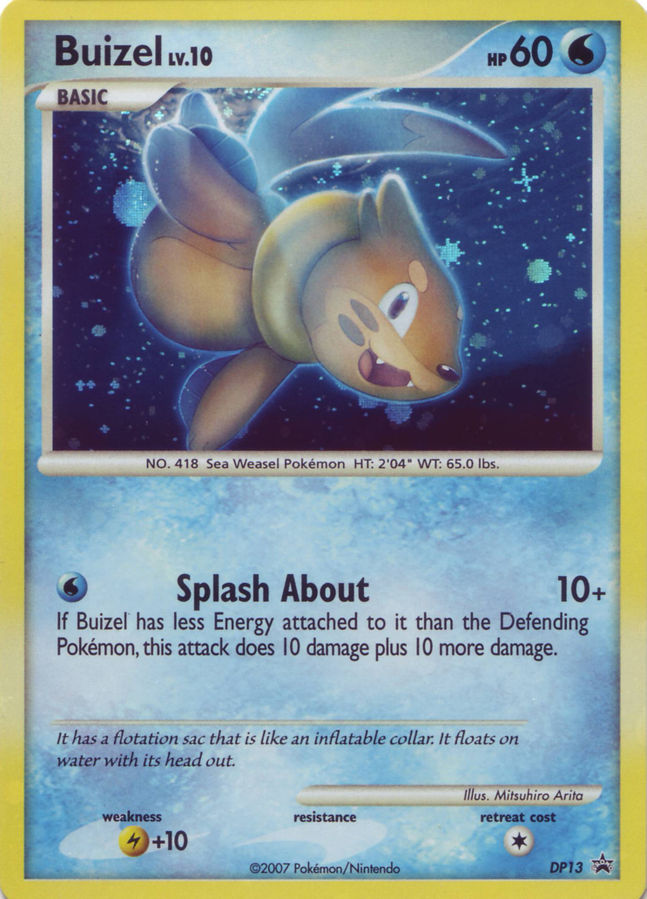 Buizel LV.10 HP 60
BASIC
NO. 418 Sea Weasel Pokémon HT: 2'04" WT: 65.0 lbs.
Splash About 10+
If Buizel has less Energy attached to it than the Defending
Pokémon, this attack does 10 damage plus 10 more damage.
It has a flotation sac that is like an inflatable collar. It floats on
water with its head out.
Illus. Mitsuhiro Arita
weakness resistance retreat cost
+10
©2007 Pokémon/Nintendo DP13